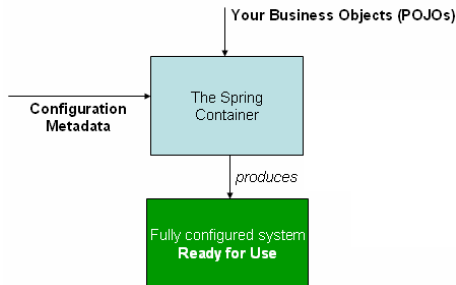 Your Business Objects (POJOs)
The Spring
Container
Configuration
Metadata
produces
Fully configured system
Ready for Use